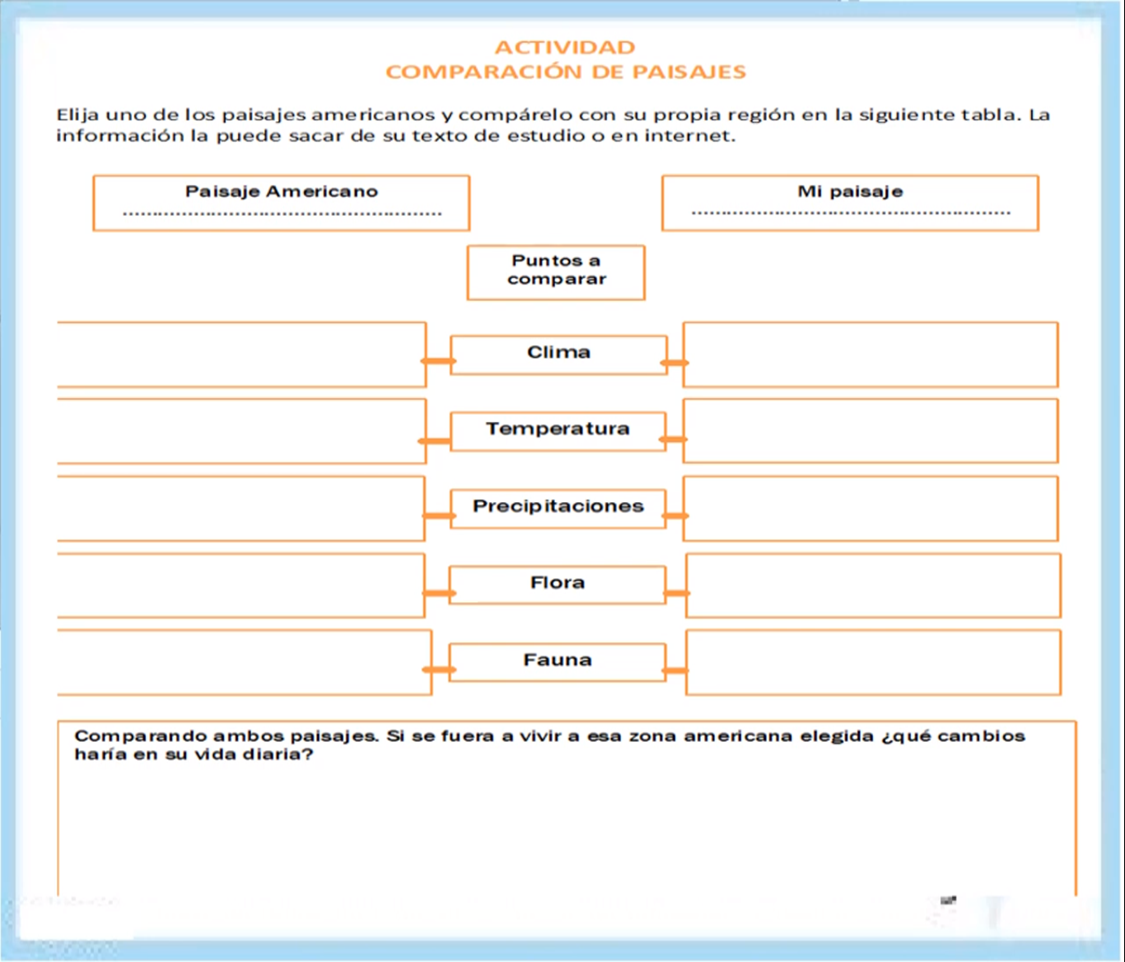 ACTIVIDAD
COMPARACIÓN DE PAISAJES
Elija uno de los paisajes americanos y compárelo con su propia región en la siguiente tabla. La
información la puede sacar de su texto de estudio o en internet.
Paisaje Americano
......................................................
Mi paisaje
......................................................
Puntos a
comparar
Clima
Temperatura
Precipitaciones
Flora
Fauna
Comparando ambos paisajes. Si se fuera a vivir a esa zona americana elegida ¿qué cambios
haría en su vida diaria?